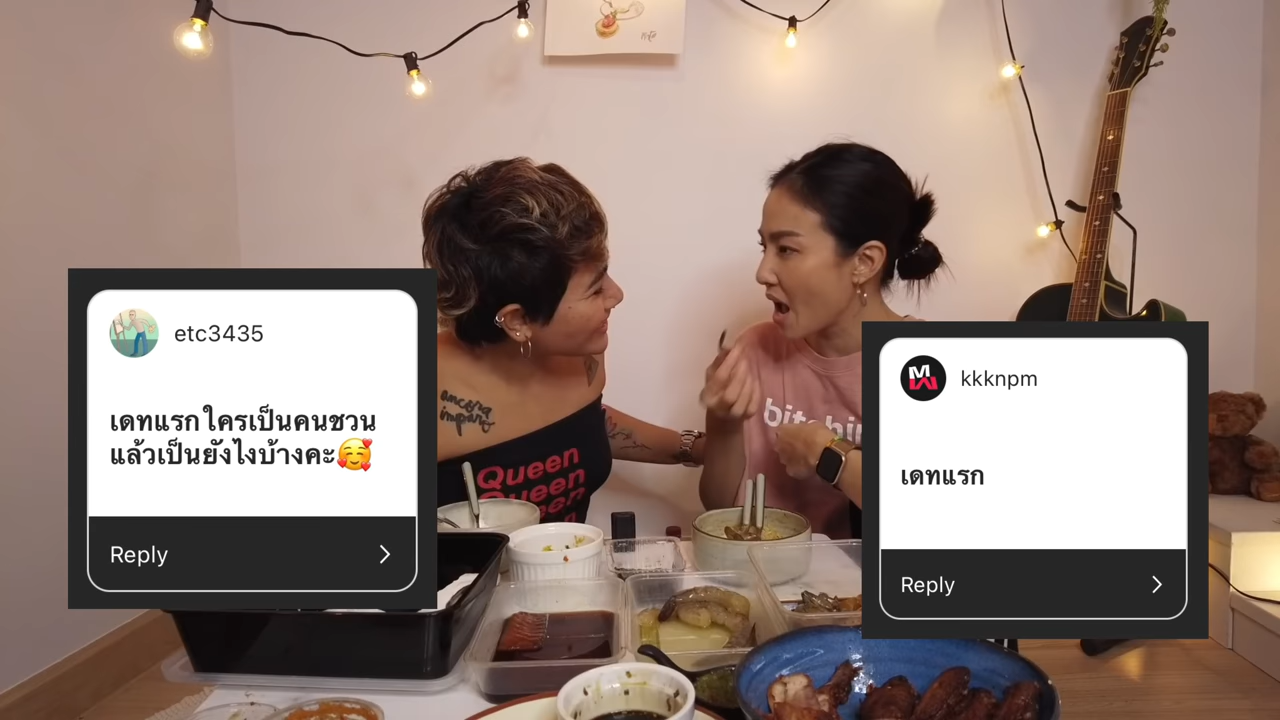 etc3435
เดทแรกใครเป็นคนชวน
แล้วเป็นยังไงบ้างคะ🥰
Reply
kkknpm
เดทแรก
Reply
ancora
Queen
Queen